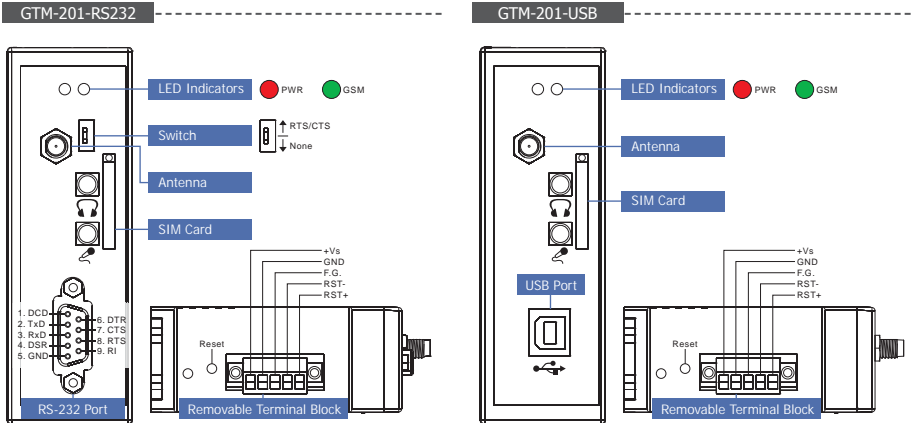 GTM-201-RS232
LED Indicators
PWR
GSM
Switch
RTS/CTS
None
Antenna
SIM Card
+Vs
GND
F.G.
RST-
RST+
1. DCD
2. TxD
3. RxD
4. DSR
5. GND
6. DTR
7. CTS
8. RTS
9. RI
Reset
RS-232 Port
Removable Terminal Block
GTM-201-USB
LED Indicators
PWR
GSM
Antenna
SIM Card
+Vs
GND
F.G.
RST-
RST+
USB Port
Reset
Removable Terminal Block